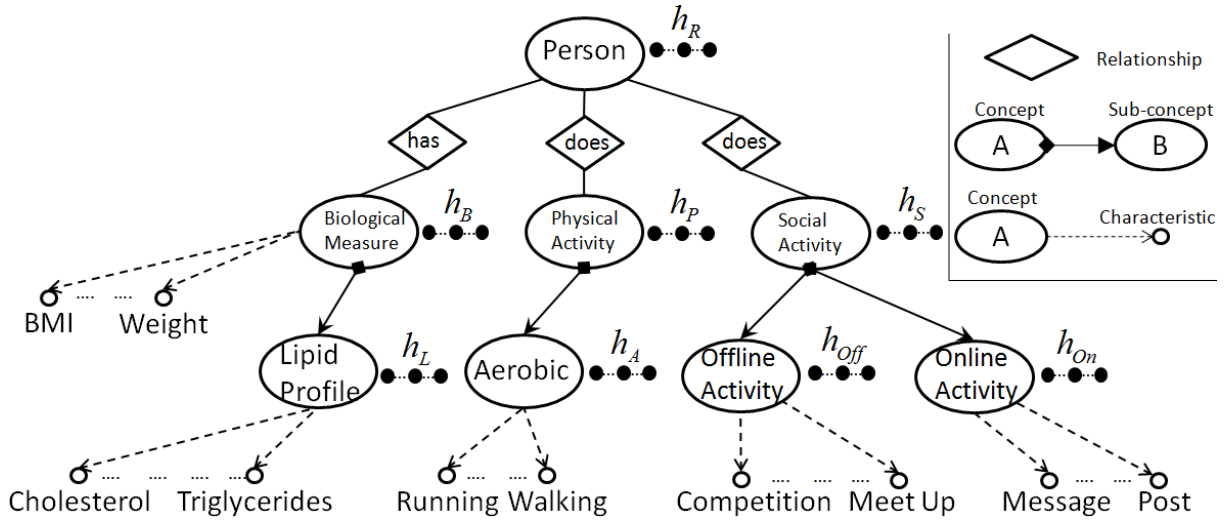 Person
h_R
Relationship
has
does
does
Concept
Sub-concept
A
B
Biological
Measure
h_B
Physical
Activity
h_P
Social
Activity
h_S
Concept
A
Characteristic
BMI
.... ....
Weight
Lipid
Profile
h_L
Aerobic
h_A
Offline
Activity
h_Off
Online
Activity
h_On
Cholesterol
.... .... .... ....
Triglycerides
Running
.... ....
Walking
Competition
.... .... ....
Meet Up
Message
.... ....
Post